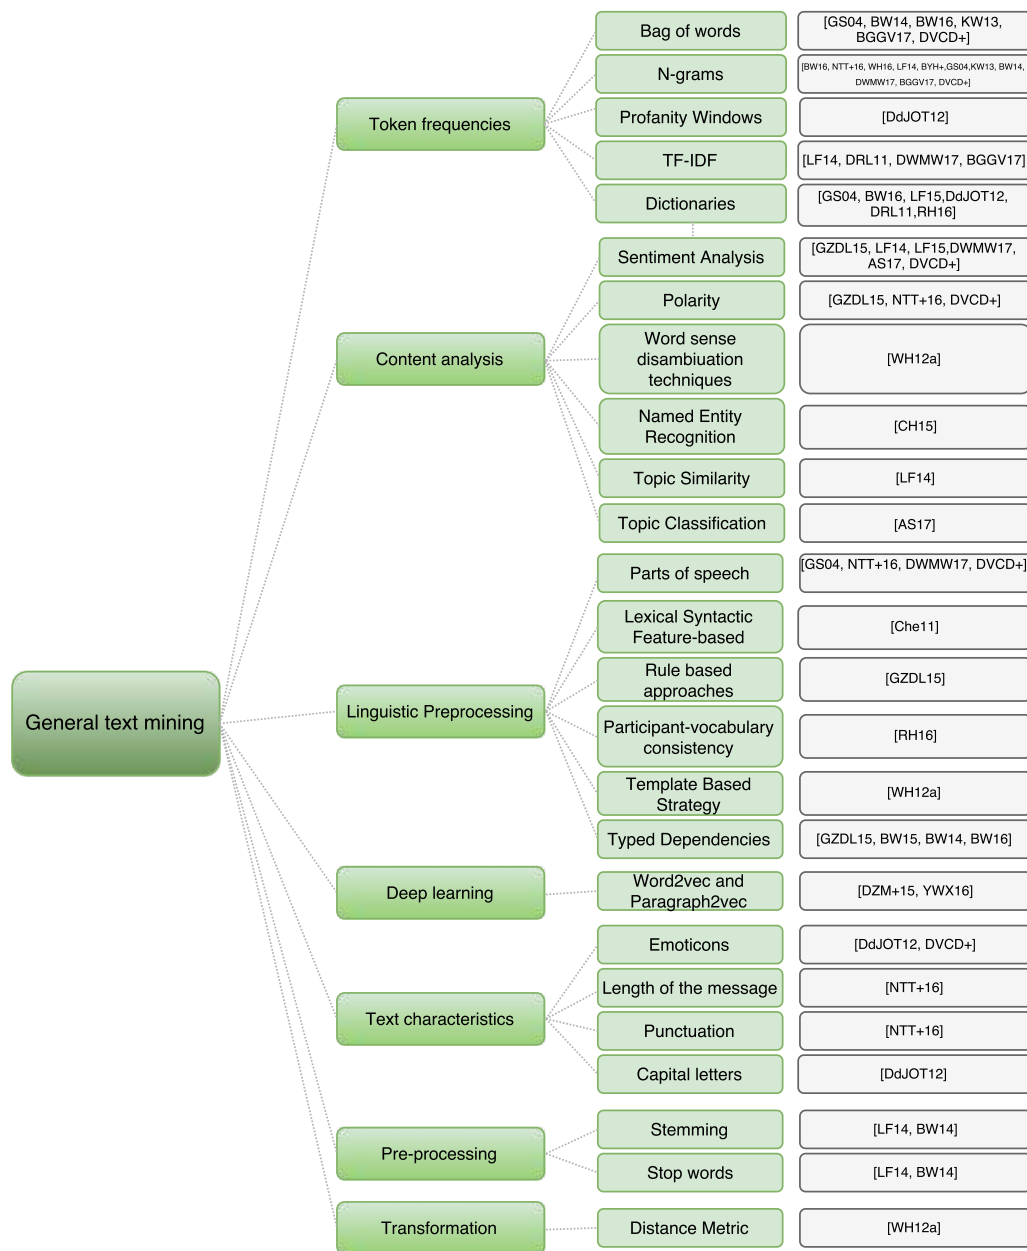 General text mining
Token frequencies
Bag of words
[GS04, BW14, BW16, KW13,
BGGV17, DVCD+]
N-grams
[BW16, NTT+16, WH16, LF14, BYH+,GS04,KW13, BW14,
DWMW17, BGGV17, DVCD+]
Profanity Windows
[DdJOT12]
TF-IDF
[LF14, DRL11, DWMW17, BGGV17]
Dictionaries
[GS04, BW16, LF15,DdJOT12,
DRL11,RH16]
Content analysis
Sentiment Analysis
[GZDL15, LF14, LF15,DWMW17,
AS17, DVCD+]
Polarity
[GZDL15, NTT+16, DVCD+]
Word sense
disambiuation
techniques
[WH12a]
Named Entity
Recognition
[CH15]
Topic Similarity
[LF14]
Topic Classification
[AS17]
Linguistic Preprocessing
Parts of speech
[GS04, NTT+16, DWMW17, DVCD+]
Lexical Syntactic
Feature-based
[Che11]
Rule based
approaches
[GZDL15]
Participant-vocabulary
consistency
[RH16]
Template Based
Strategy
[WH12a]
Typed Dependencies
[GZDL15, BW15, BW14, BW16]
Deep learning
Word2vec and
Paragraph2vec
[DZM+15, YWX16]
Text characteristics
Emoticons
[DdJOT12, DVCD+]
Length of the message
[NTT+16]
Punctuation
[NTT+16]
Capital letters
[DdJOT12]
Pre-processing
Stemming
[LF14, BW14]
Stop words
[LF14, BW14]
Transformation
Distance Metric
[WH12a]